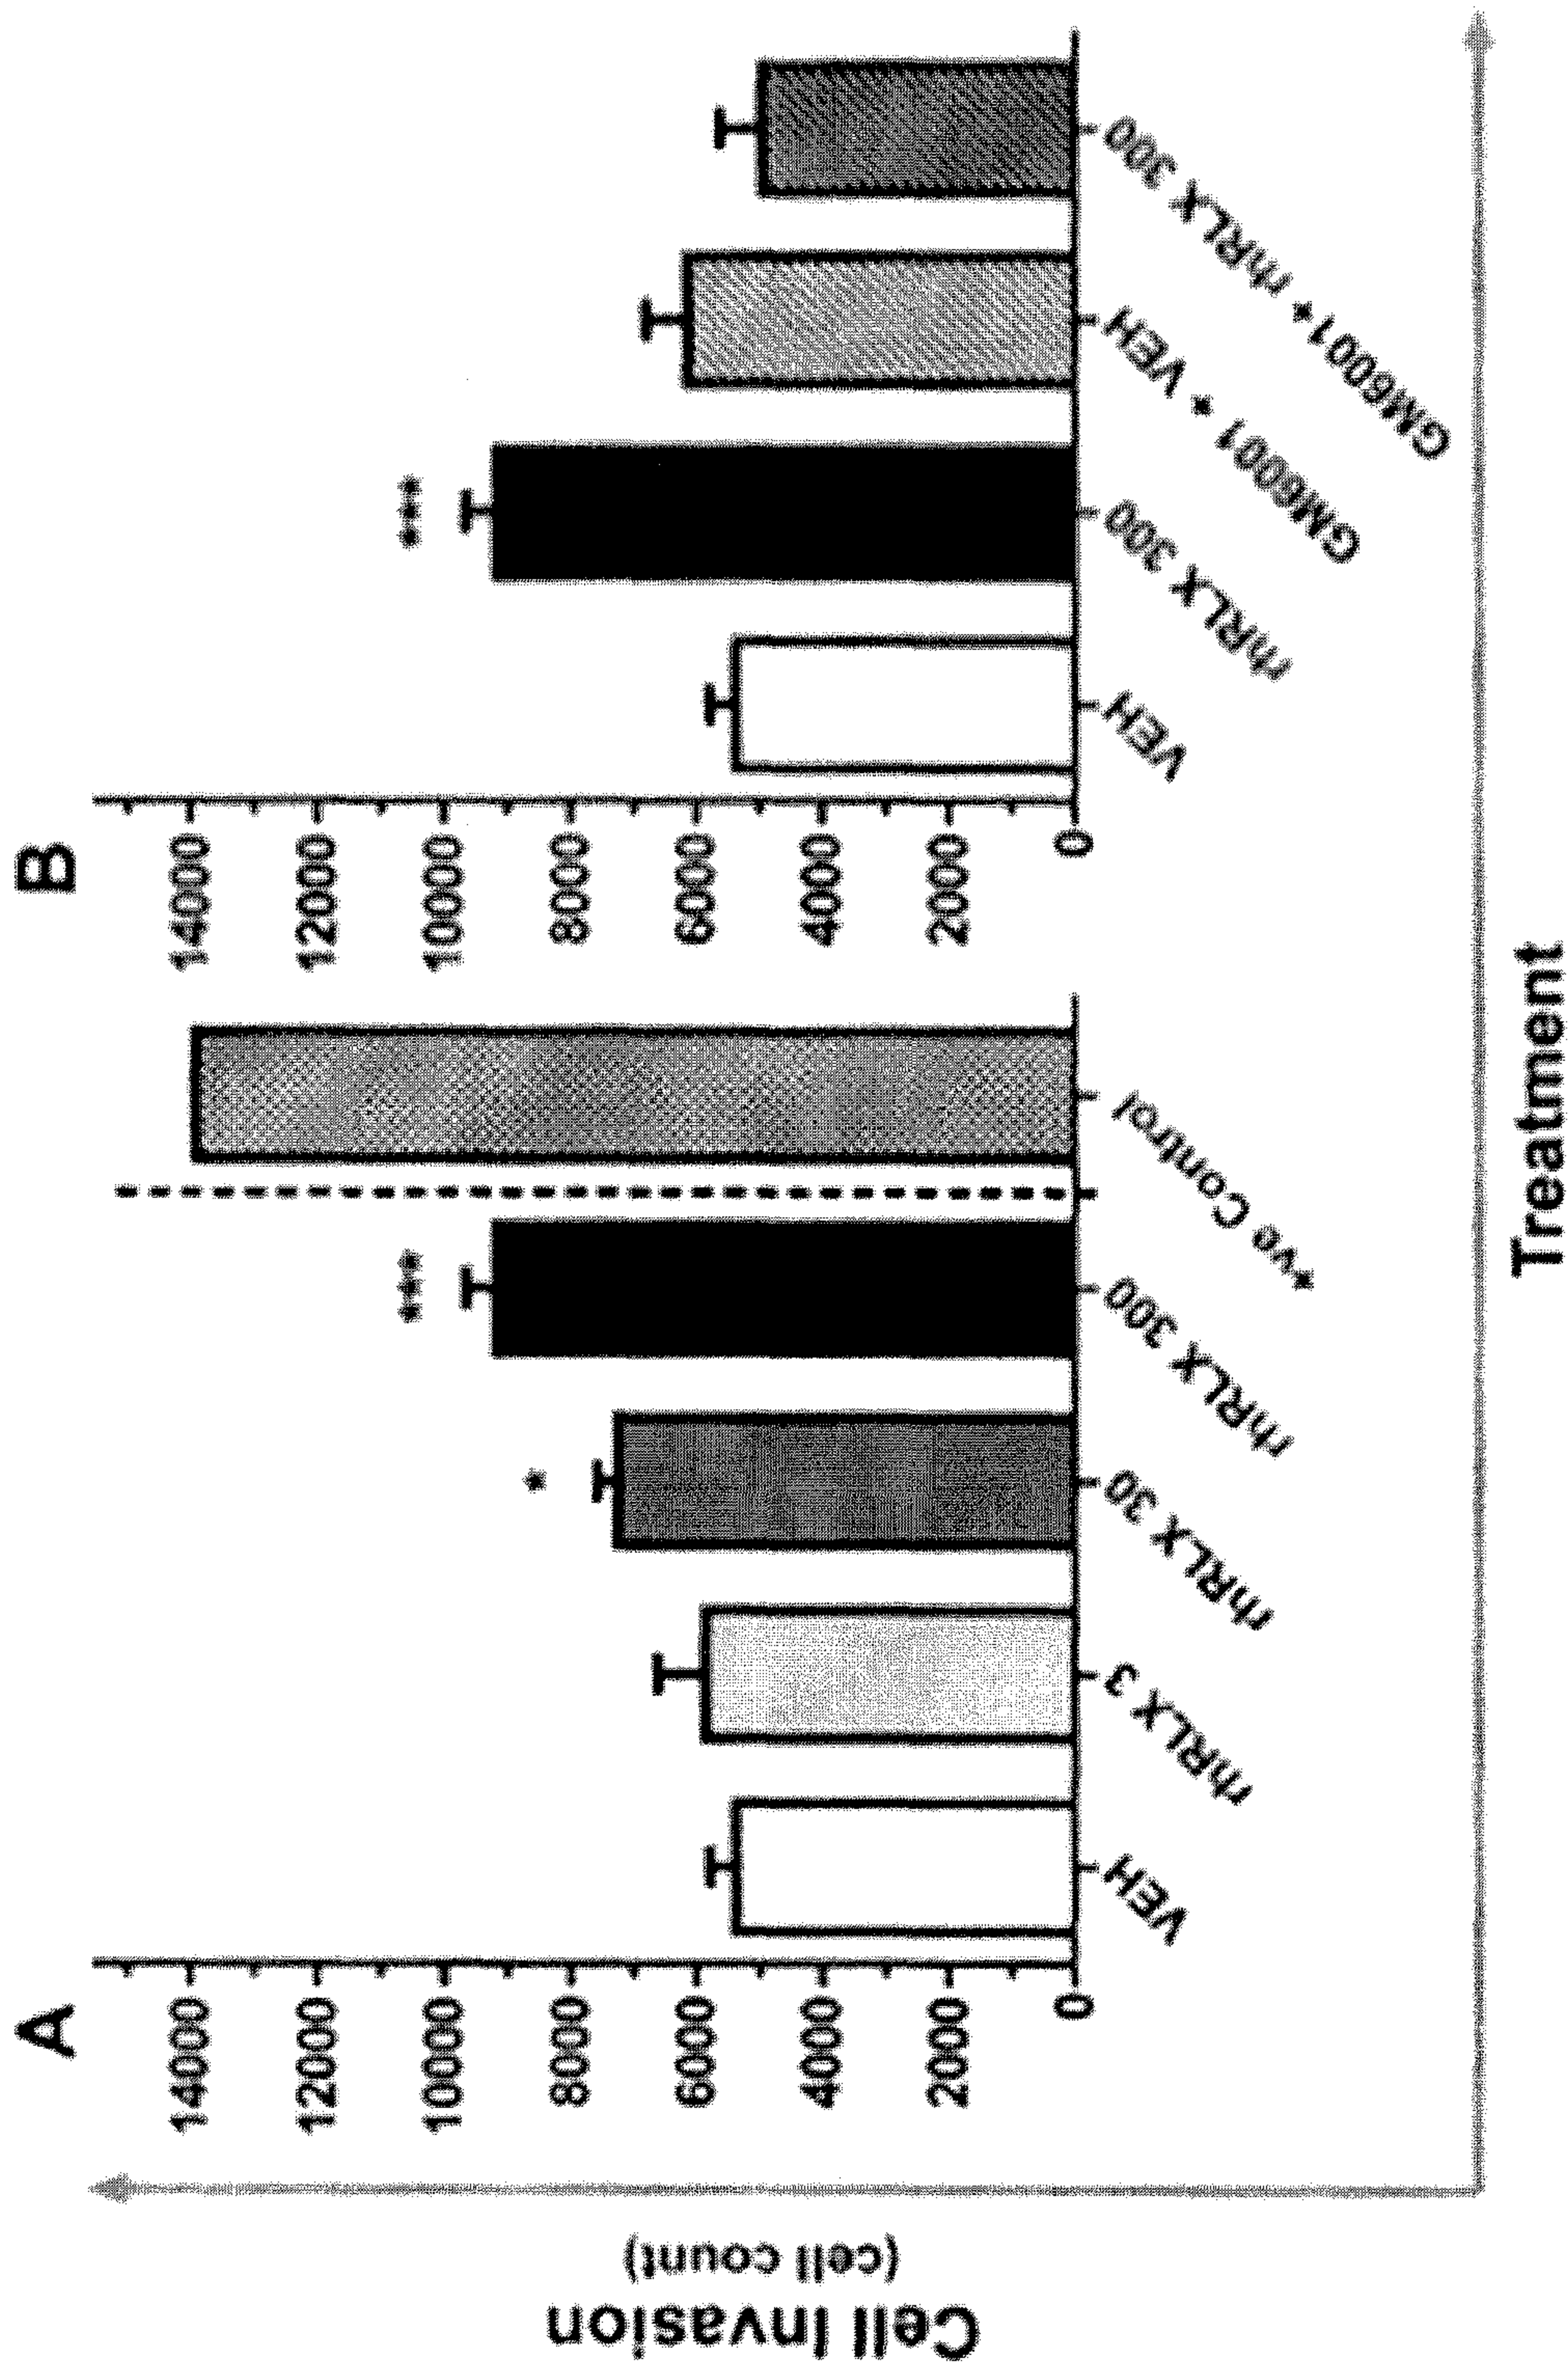 A
B
Cell Invasion
(cell count)
14000
12000
10000
8000
6000
4000
2000
0
*
***
VEH
rhRLX 3
rhRLX 30
rhRLX 300
+ve Control
14000
12000
10000
8000
6000
4000
2000
0
***
VEH
rhRLX 300
GM6001 + VEH
GM6001+ rhRLX 300
Treatment